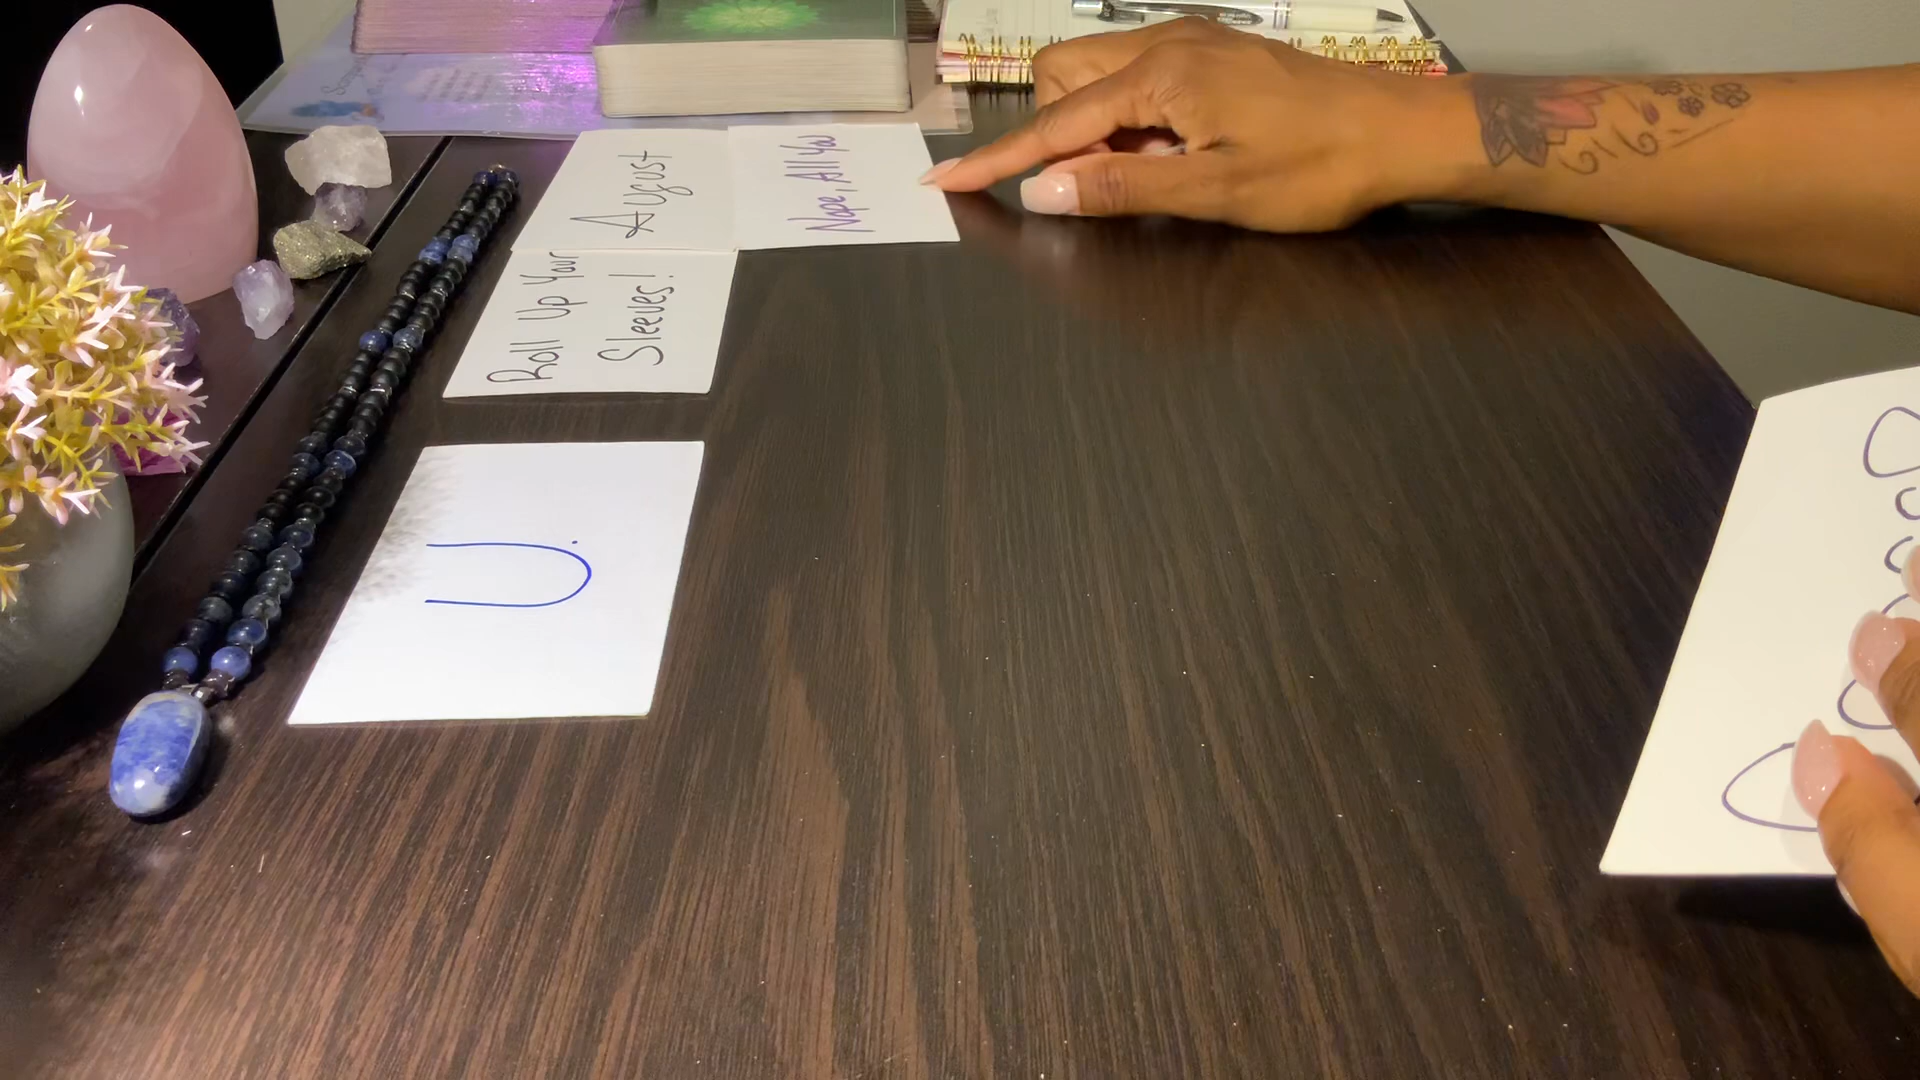 August
Nope, All You
Roll Up Your
Sleeves!
U